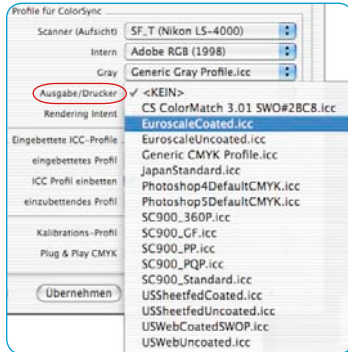 Profile für ColorSync
Scanner (Aufsicht) SF_T (Nikon LS-4000)
Intern Adobe RGB (1998)
Gray Generic Gray Profile.icc
Ausgabe/Drucker ✓ <KEIN>
CS ColorMatch 3.01 SWO#2BC8.icc
Rendering Intent EuroscaleCoated.icc
Eingebettete ICC-Profile EuroscaleUncoated.icc
Generic CMYK Profile.icc
eingebettetes Profil JapanStandard.icc
Photoshop4DefaultCMYK.icc
ICC Profil einbetten Photoshop5DefaultCMYK.icc
einzubettendes Profil SC900_360P.icc
SC900_GF.icc
Kalibrations-Profil SC900_PP.icc
Plug & Play CMYK SC900_PQP.icc
SC900_Standard.icc
Übernehmen USSheetfedCoated.icc
USSheetfedUncoated.icc
USWebCoatedSWOP.icc
USWebUncoated.icc